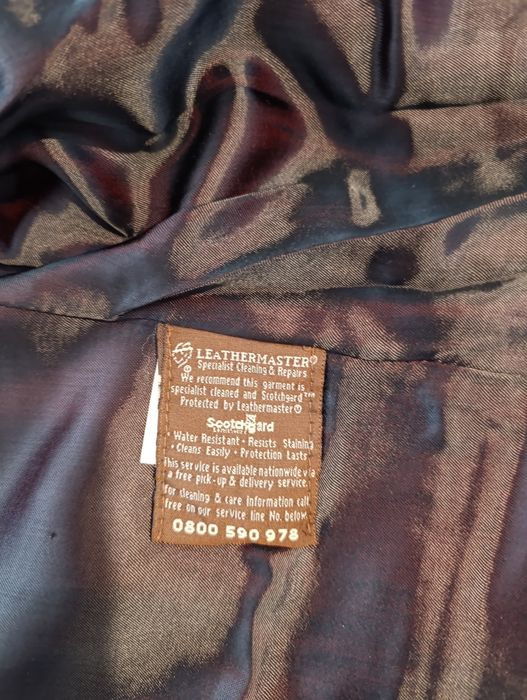 LEATHERMASTER®
Specialist Cleaning & Repairs
We recommend this garment is
specialist cleaned and Scotchgard™
Protected by Leathermaster®
Scotchgard
· Water Resistant · Resists Staining
· Cleans Easily · Protection Lasts
This service is available nationwide via
a free pick-up & delivery service.
For cleaning & care information call
free on our service line No. below
0800 590 978